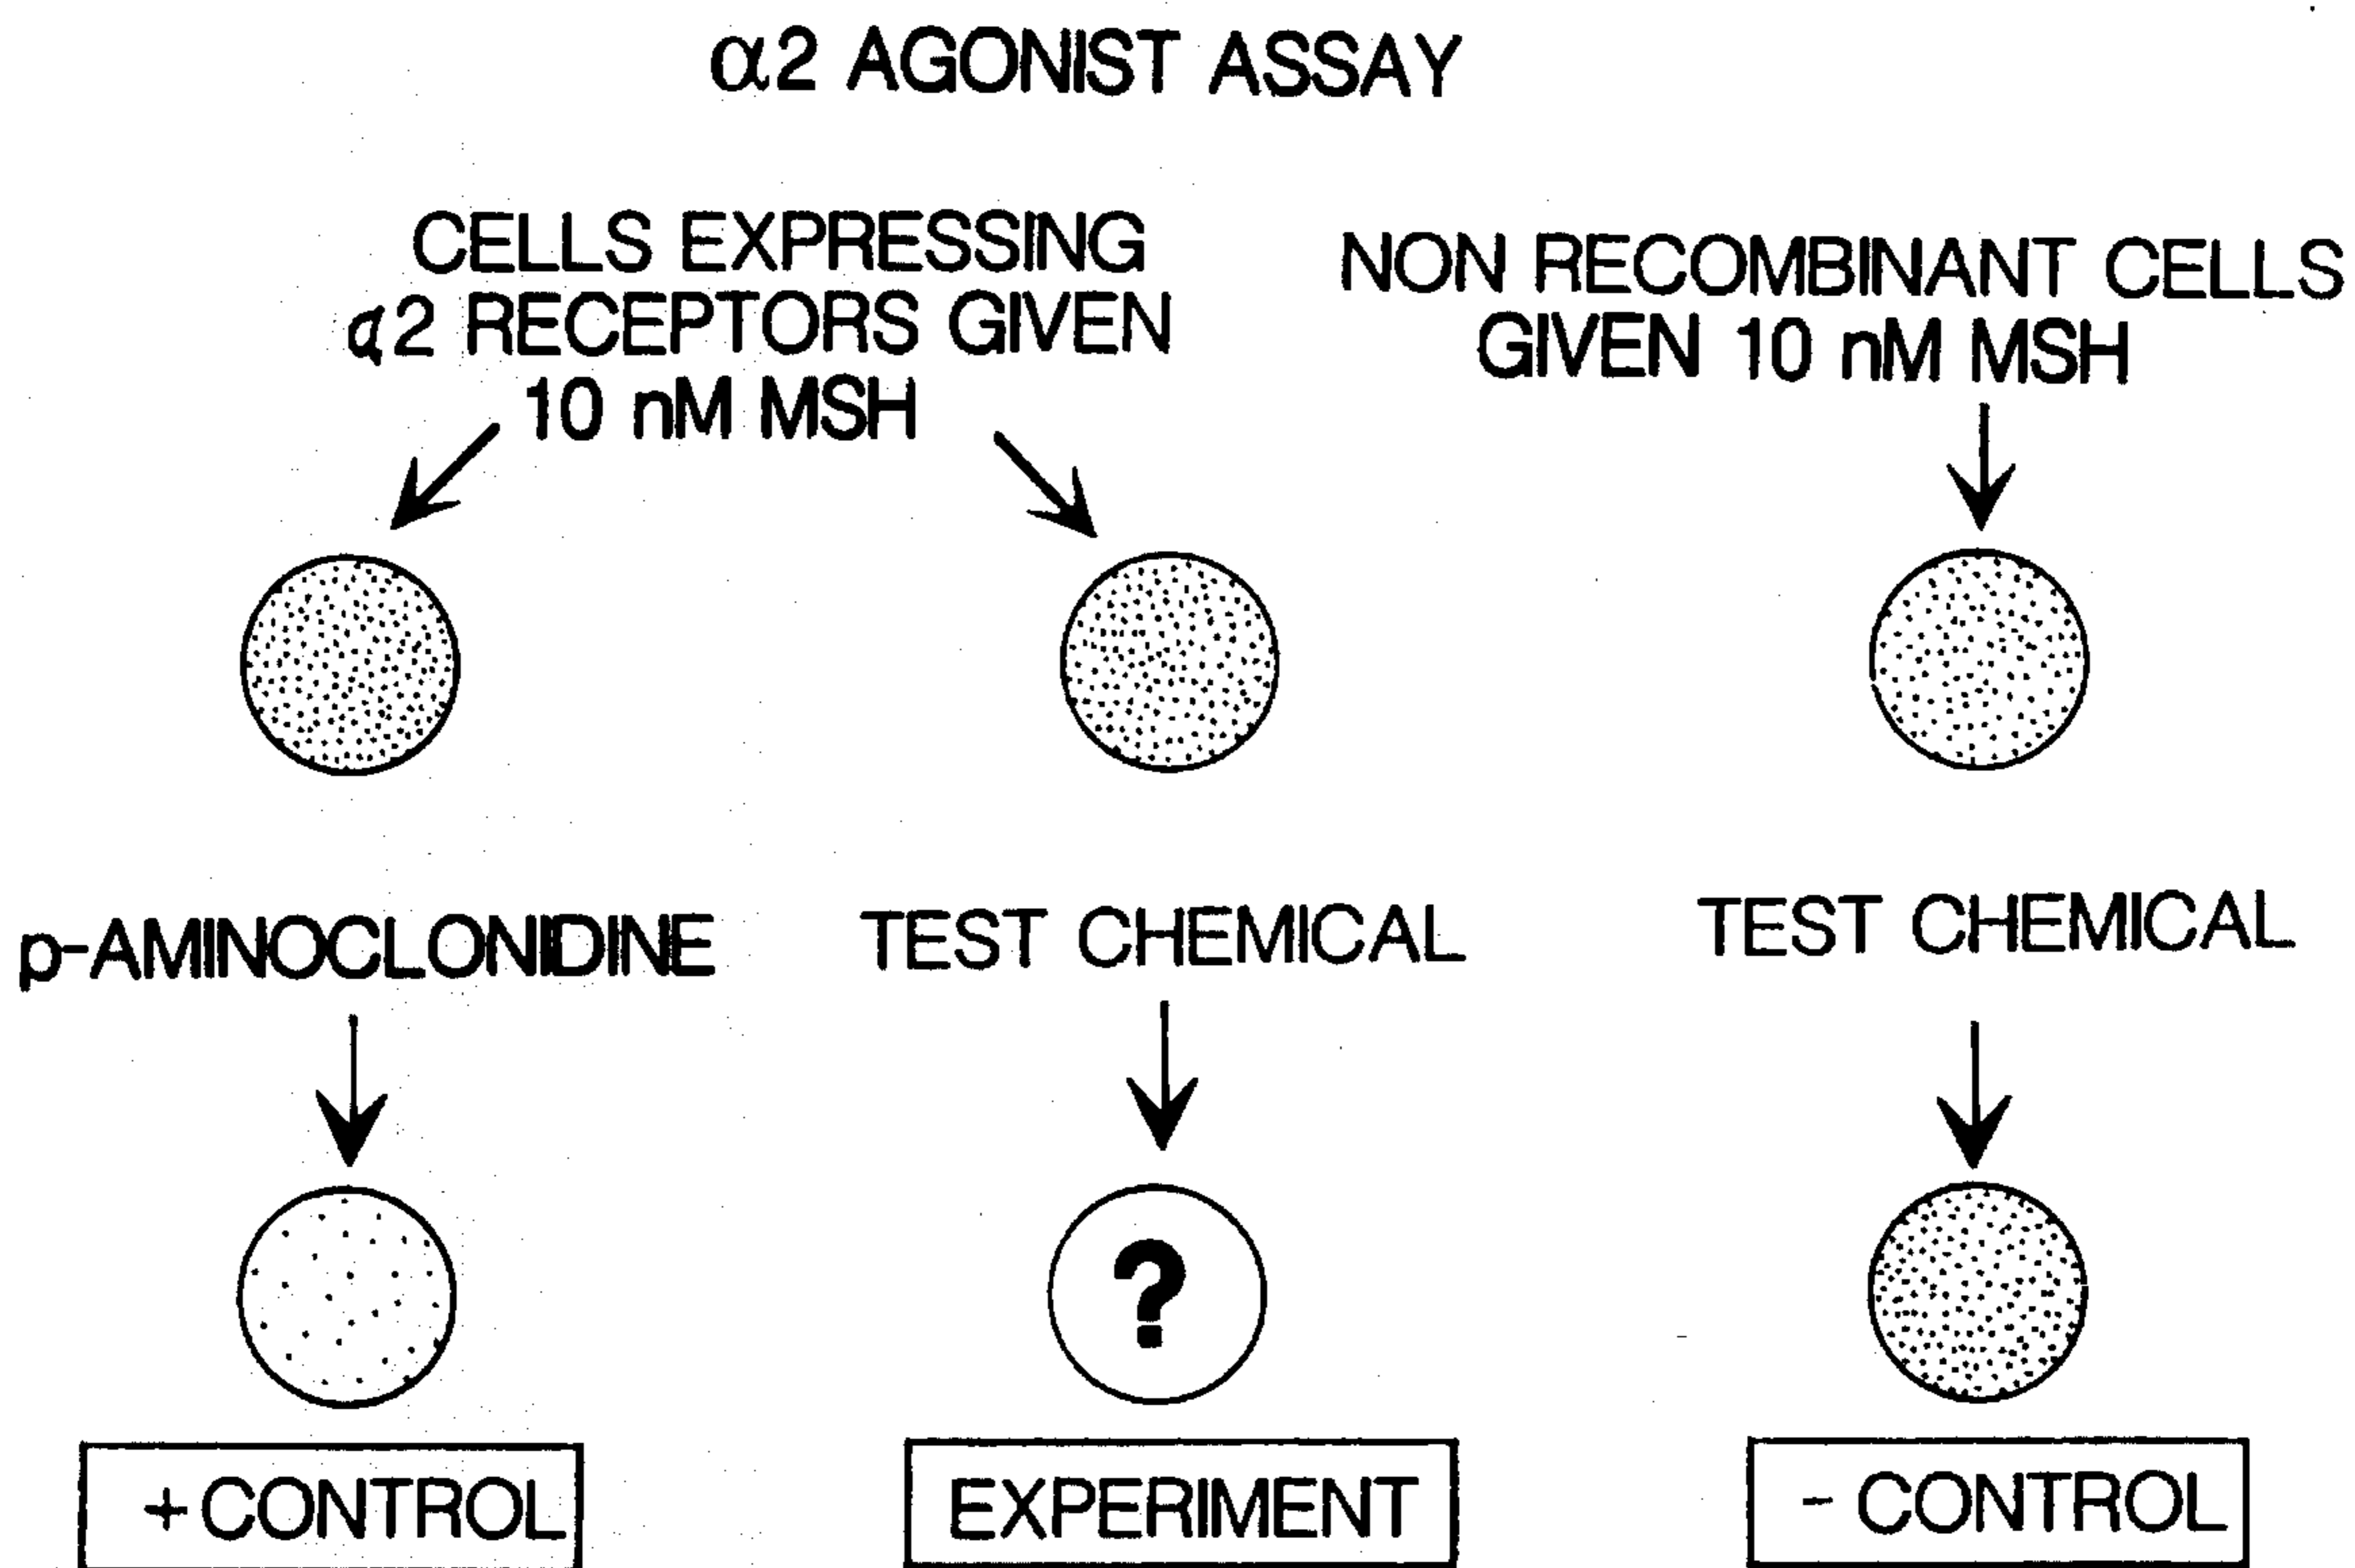 α2 AGONIST ASSAY
CELLS EXPRESSING
α2 RECEPTORS GIVEN
10 nM MSH
NON RECOMBINANT CELLS
GIVEN 10 nM MSH
p-AMINOCLONIDINE
TEST CHEMICAL
TEST CHEMICAL
?
+CONTROL
EXPERIMENT
- CONTROL